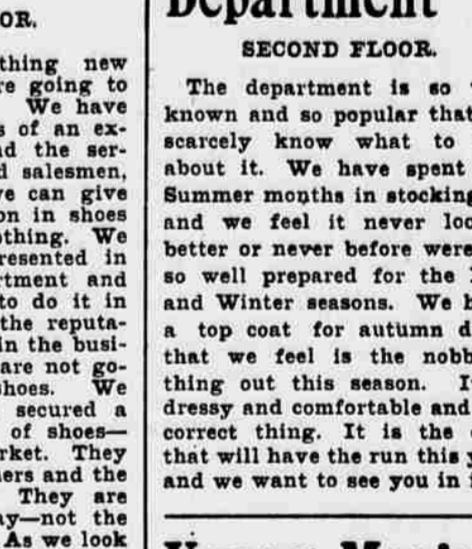 OR.
thing new
re going to
We have
s of an ex-
nd the ser-
d salesmen,
we can give
on in shoes
othing. We
resented in
rtment and
to do it in
the reputa-
in the busi-
are not go-
shoes. We
secured a
of shoes—
rket. They
ners and the
They are
ay—not the
As we look
Department
SECOND FLOOR.
The department is so
known and so popular that
scarcely know what to
about it. We have spent
Summer months in stocking
and we feel it never loo
better or never before were
so well prepared for the
and Winter seasons. We h
a top coat for autumn d
that we feel is the nobb
thing out this season. I
dressy and comfortable and
correct thing. It is the
that will have the run this y
and we want to see you in